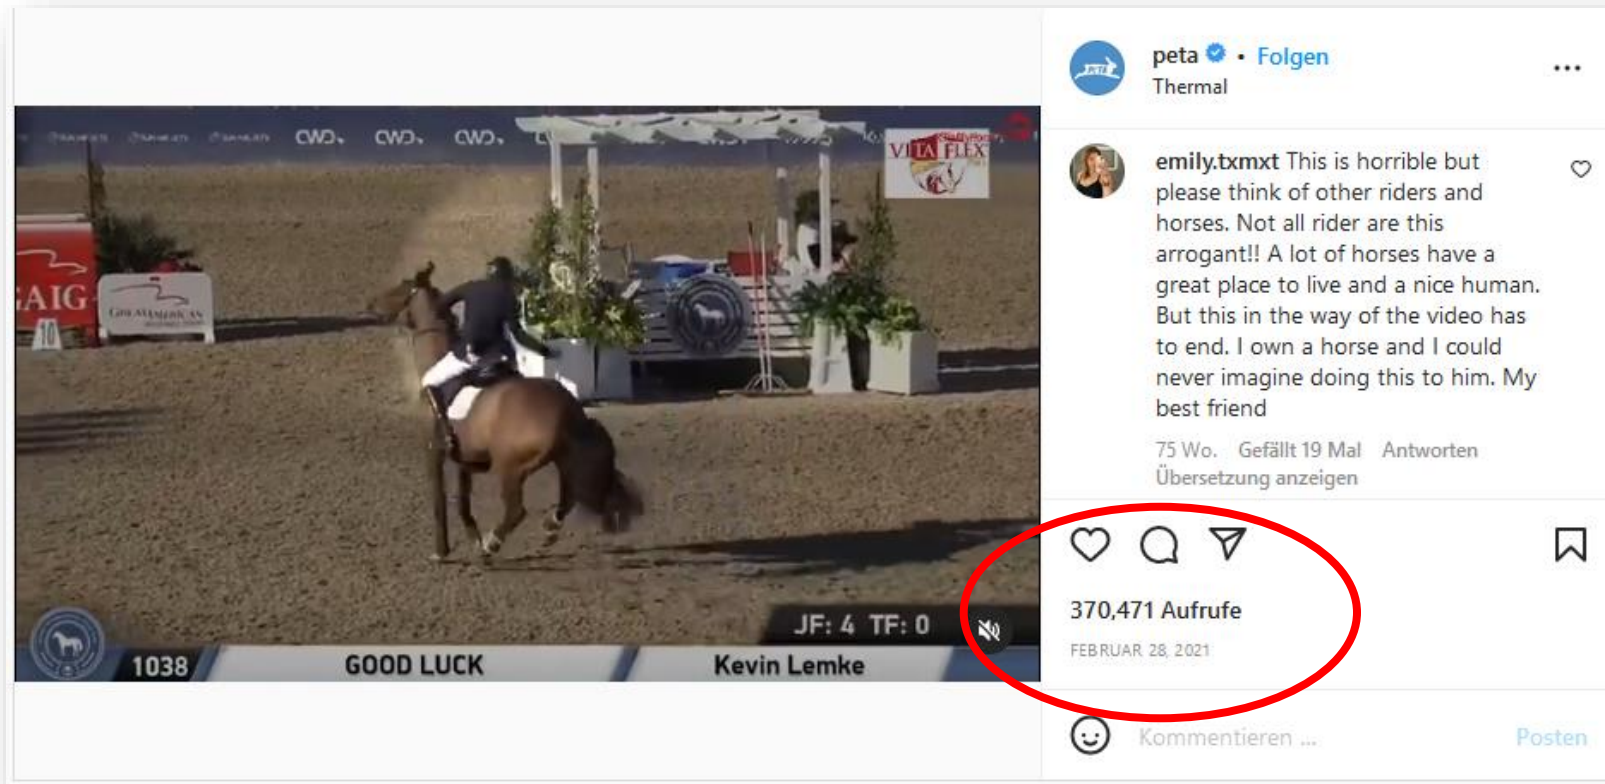 peta • Folgen
Thermal
emily.txmxt This is horrible but
please think of other riders and
horses. Not all rider are this
arrogant!! A lot of horses have a
great place to live and a nice human.
But this in the way of the video has
to end. I own a horse and I could
never imagine doing this to him. My
best friend
75 Wo. Gefällt 19 Mal Antworten
Übersetzung anzeigen
370,471 Aufrufe
FEBRUAR 28, 2021
Kommentieren ... Posten
CWD. CWD. CWD.
VITA FLEX
GAIG
10
GREAT AMERICAN
JF: 4 TF: 0
1038 GOOD LUCK Kevin Lemke